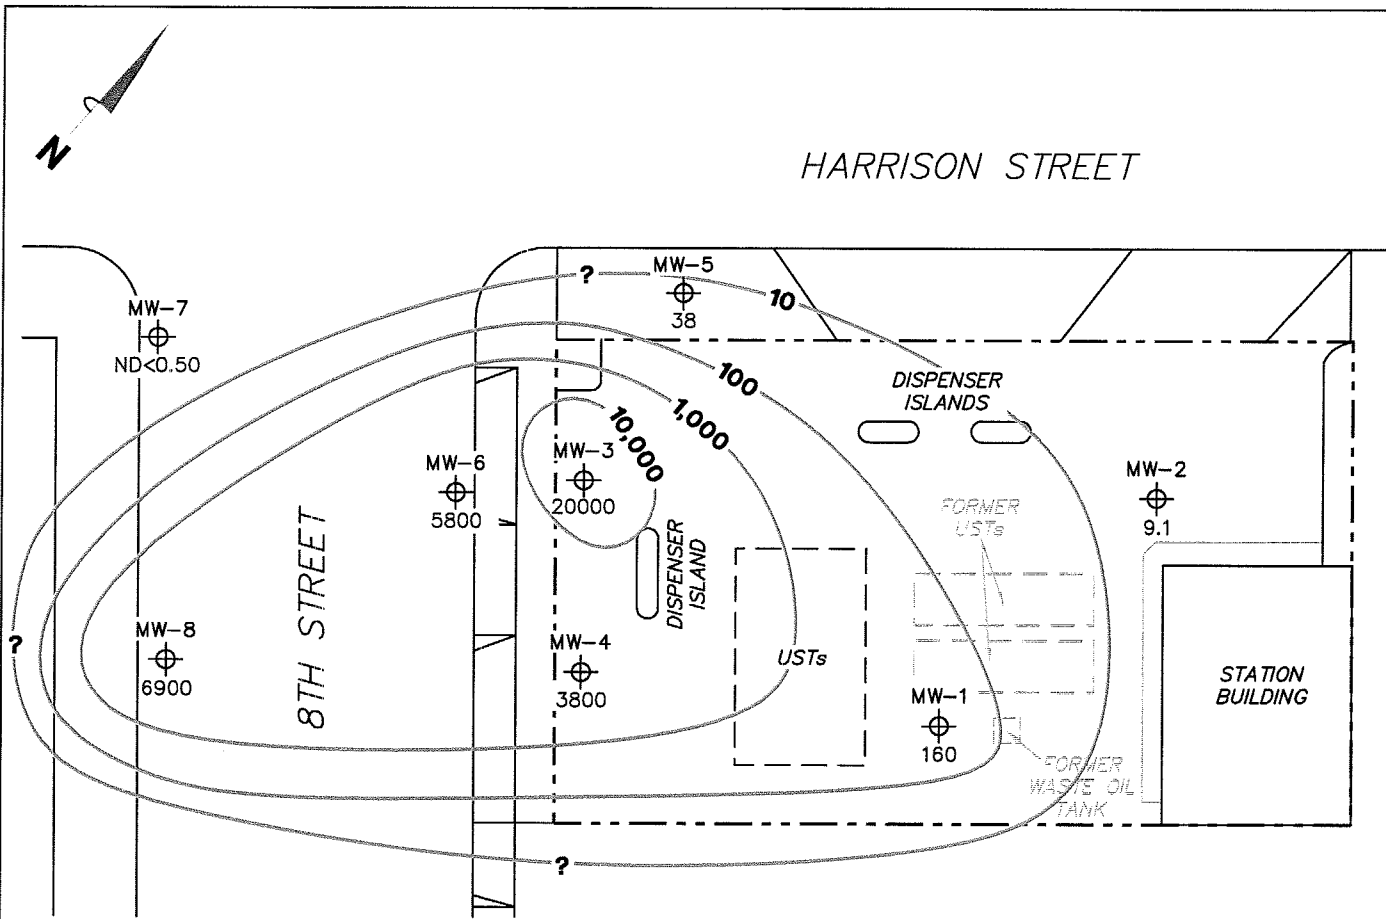 N
HARRISON STREET
MW-7
ND<0.50
?
MW-5
38
10
100
1,000
10,000
DISPENSER
ISLANDS
MW-6
5800
MW-3
20000
MW-2
9.1
FORMER
USTs
8TH STREET
DISPENSER
ISLAND
?
MW-8
6900
MW-4
3800
USTs
MW-1
160
STATION
BUILDING
FORMER
WASTE OIL
TANK
?